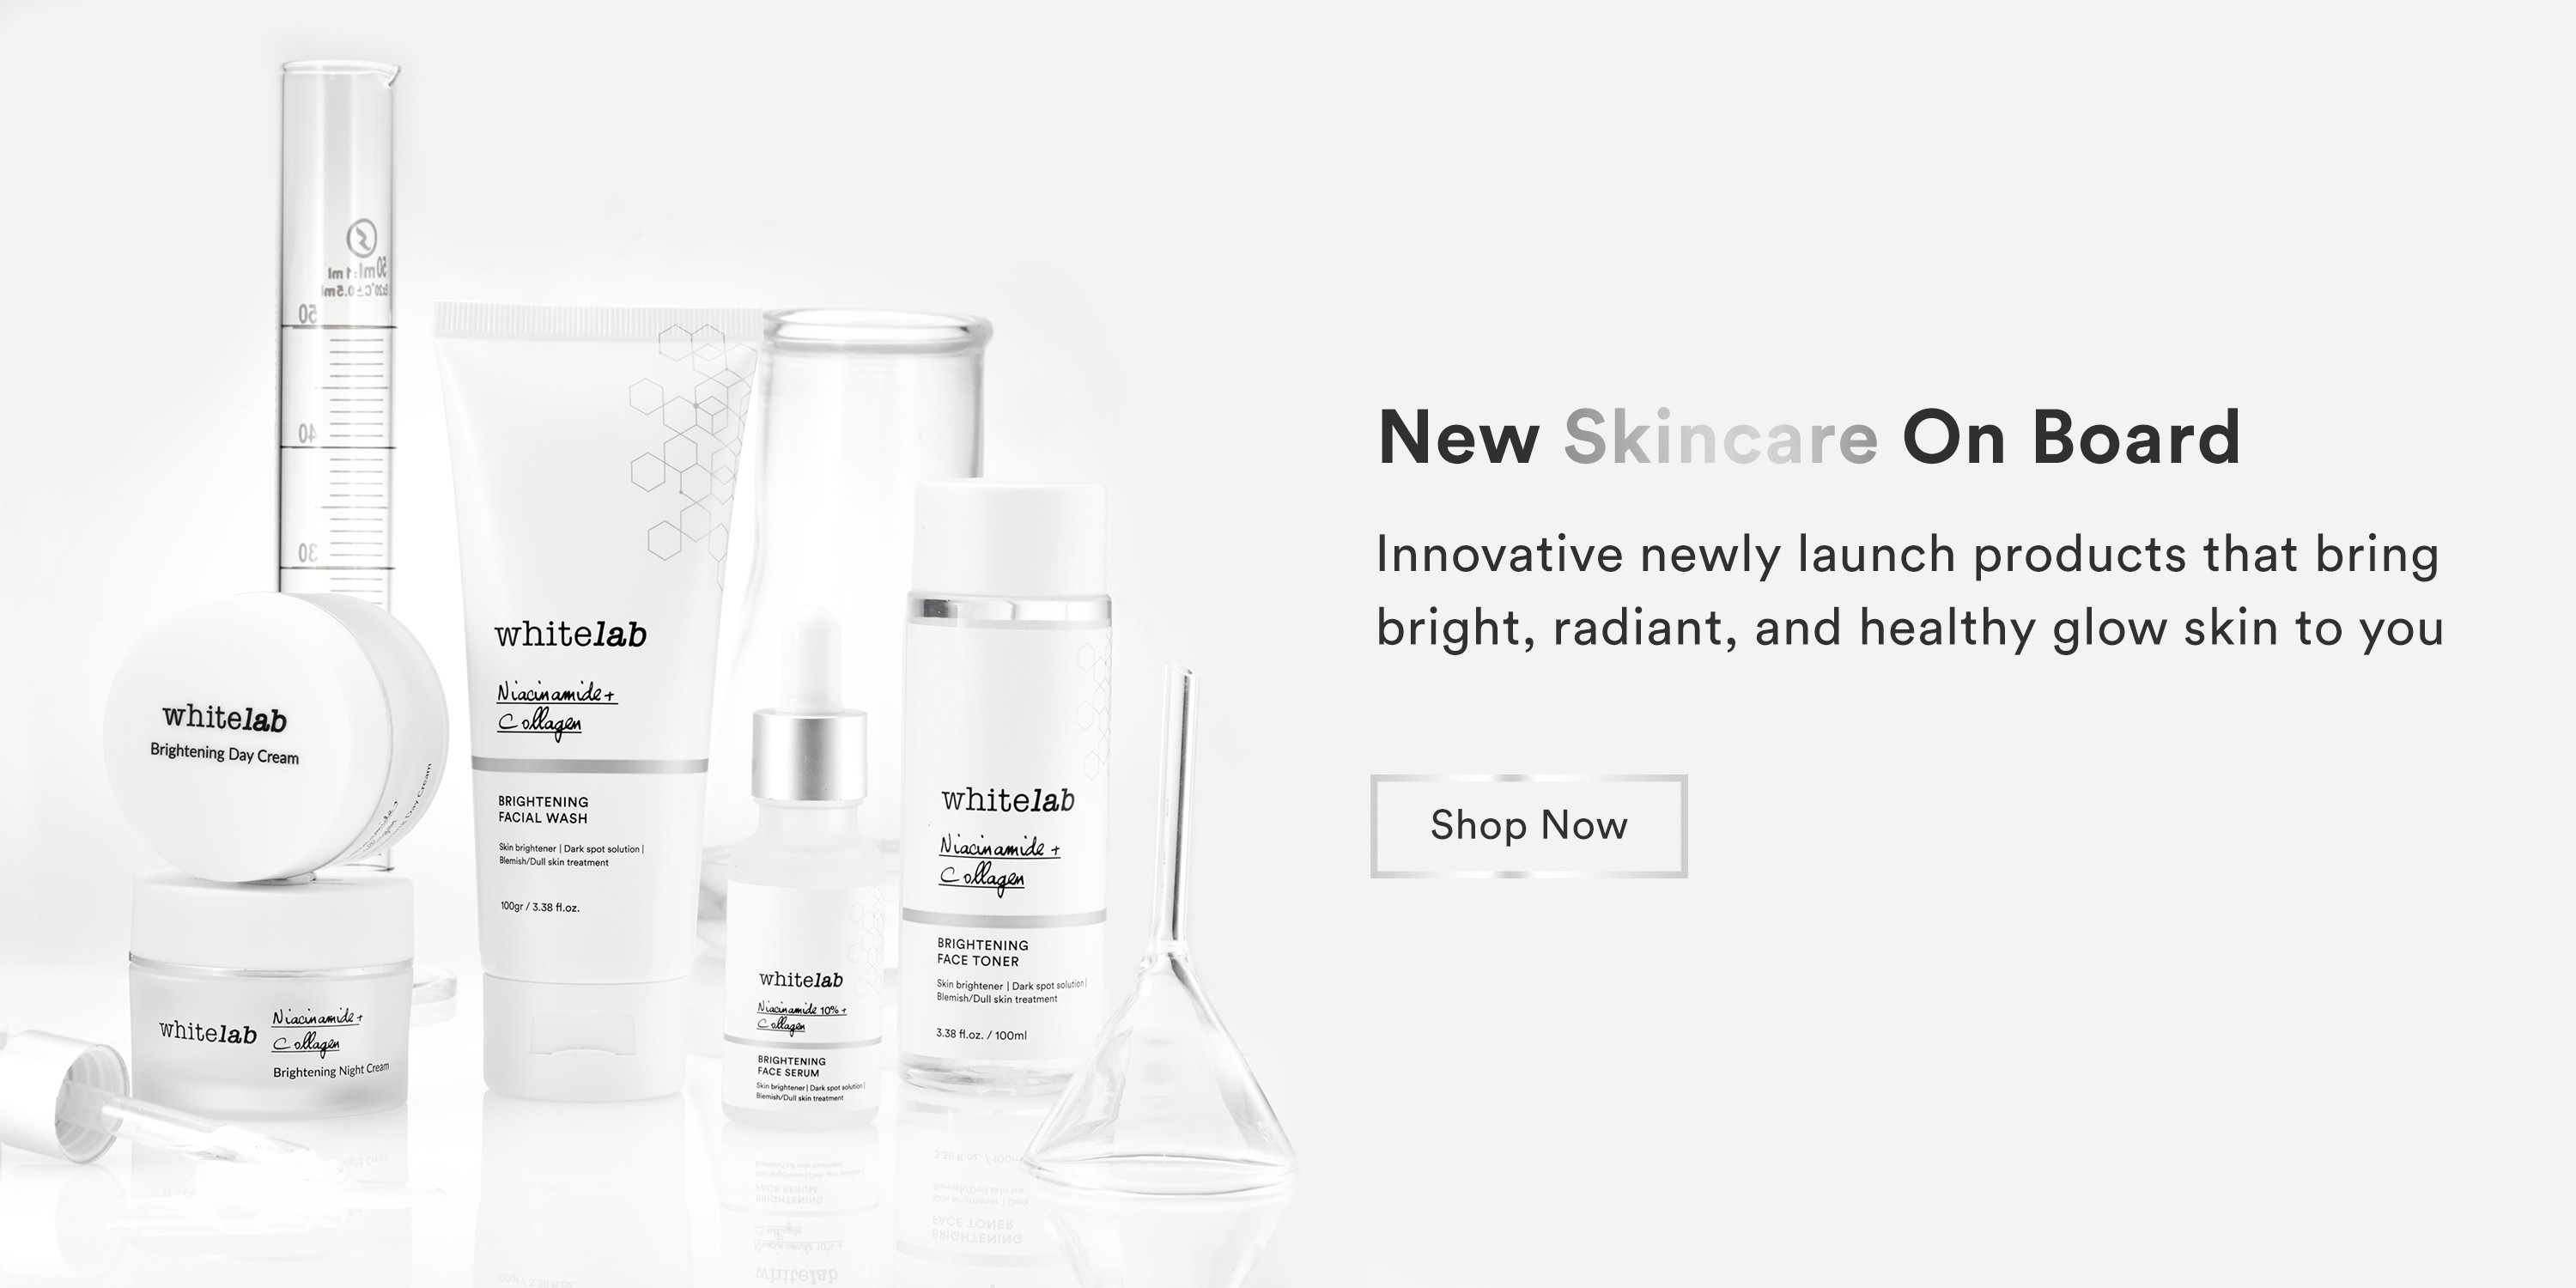 50 ml : 1 ml
50
40
30
whitelab
Brightening Day Cream
whitelab
Niacinamide +
Collagen
Brightening Night Cream
whitelab
Niacinamide +
Collagen
BRIGHTENING
FACIAL WASH
Skin brightener | Dark spot solution |
Blemish/Dull skin treatment
100gr / 3.38 fl.oz.
whitelab
Niacinamide 10% +
Collagen
BRIGHTENING
FACE SERUM
Skin brightener | Dark spot solution |
Blemish/Dull skin treatment
whitelab
Niacinamide +
Collagen
BRIGHTENING
FACE TONER
Skin brightener | Dark spot solution |
Blemish/Dull skin treatment
3.38 fl.oz. / 100ml
New Skincare On Board
Innovative newly launch products that bring
bright, radiant, and healthy glow skin to you
Shop Now